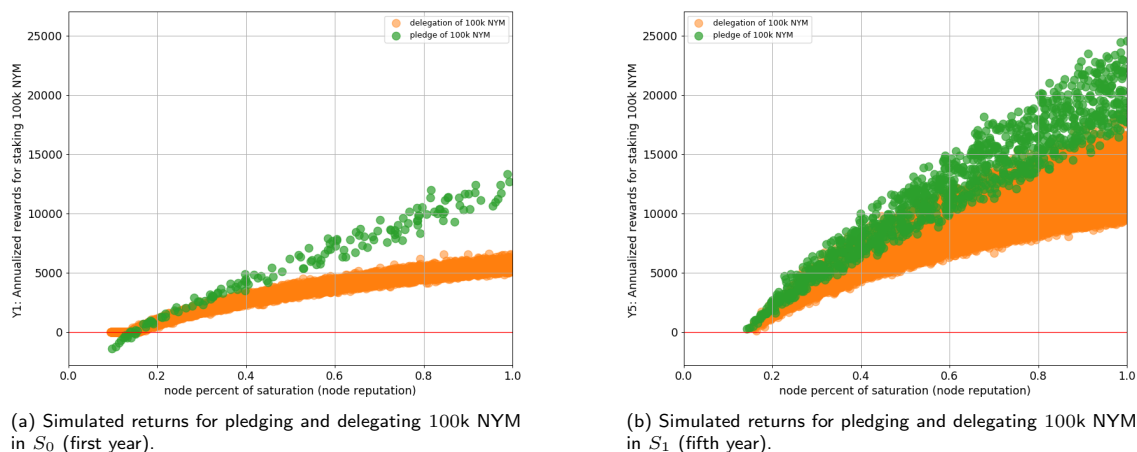 delegation of 100k NYM
pledge of 100k NYM
25000
20000
15000
10000
5000
0
Y1: Annualized rewards for staking 100k NYM
0.0 0.2 0.4 0.6 0.8 1.0
node percent of saturation (node reputation)
(a) Simulated returns for pledging and delegating 100k NYM
in S₀ (first year).
delegation of 100k NYM
pledge of 100k NYM
25000
20000
15000
10000
5000
0
Y5: Annualized rewards for staking 100k NYM
0.0 0.2 0.4 0.6 0.8 1.0
node percent of saturation (node reputation)
(b) Simulated returns for pledging and delegating 100k NYM
in S₁ (fifth year).